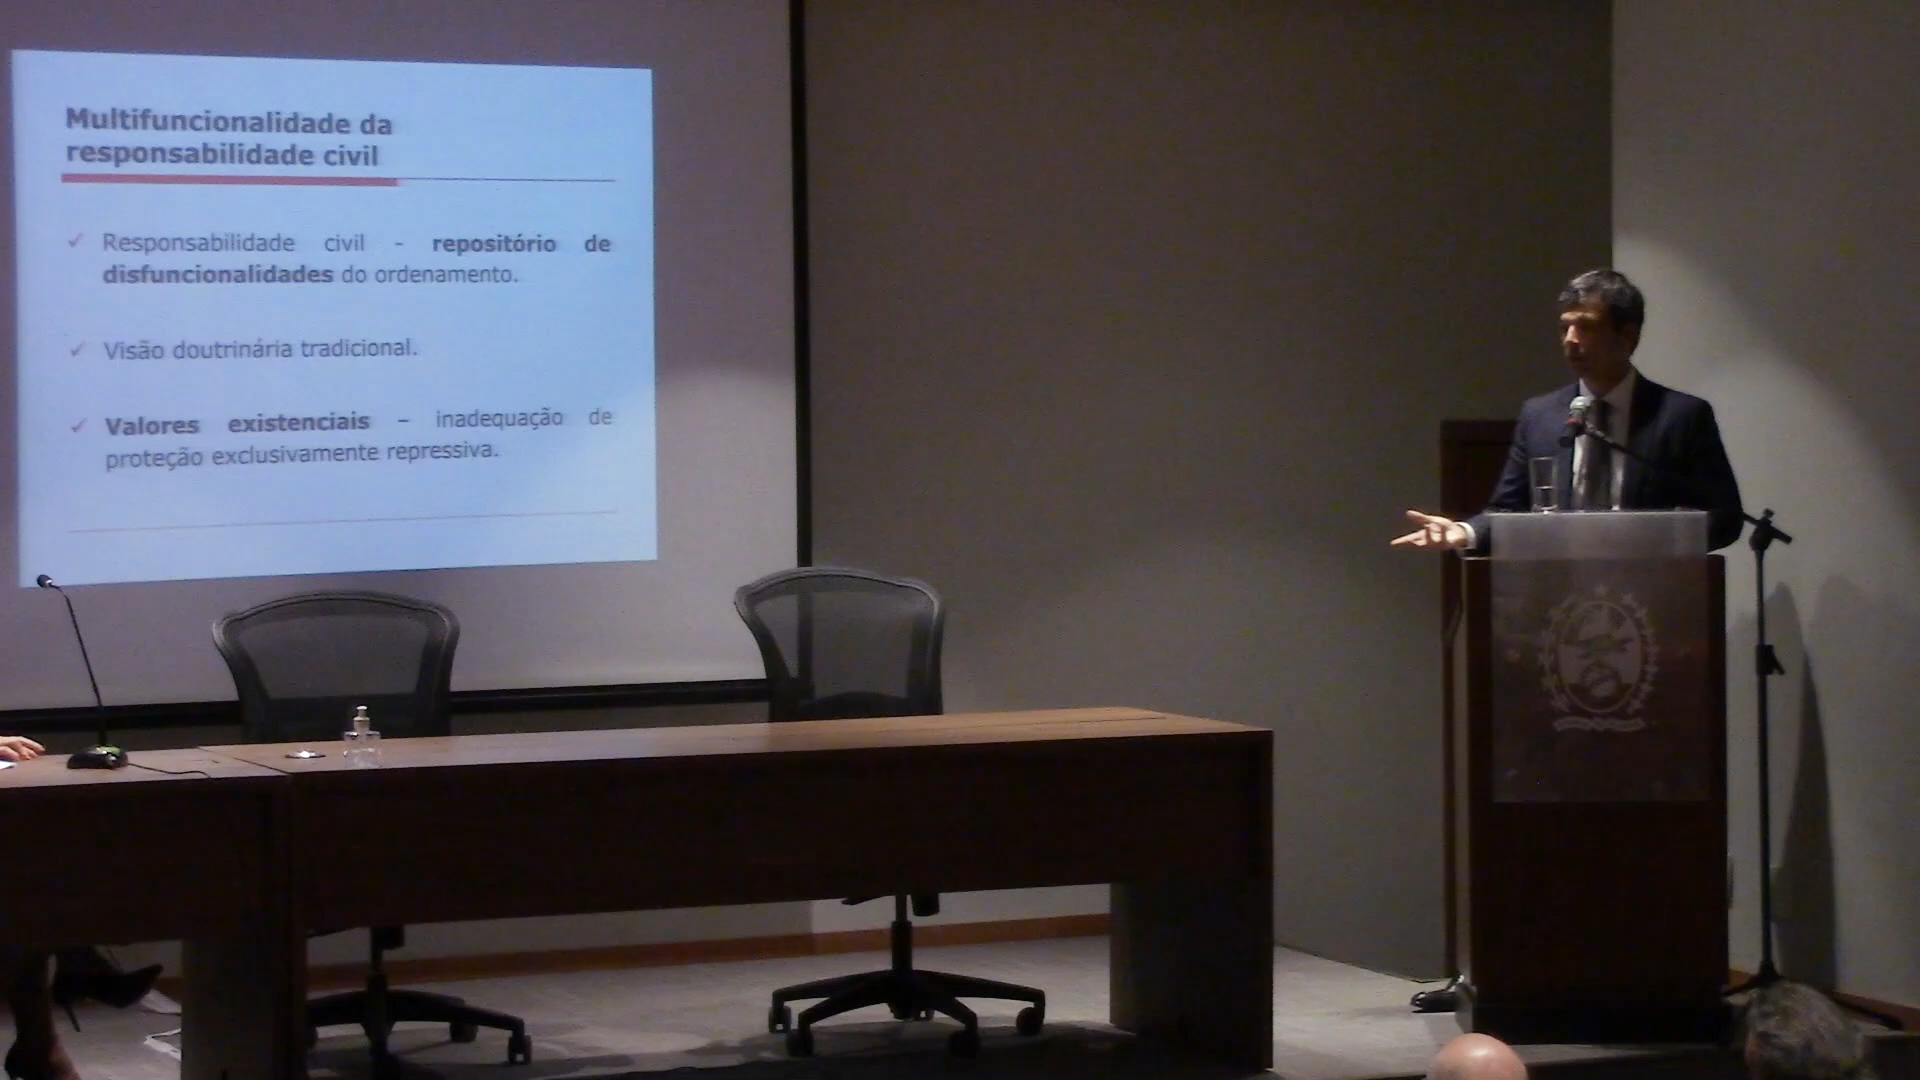 Multifuncionalidade da
responsabilidade civil
Responsabilidade civil - repositório de
disfuncionalidades do ordenamento.
Visão doutrinária tradicional.
Valores existenciais – inadequação de
proteção exclusivamente repressiva.